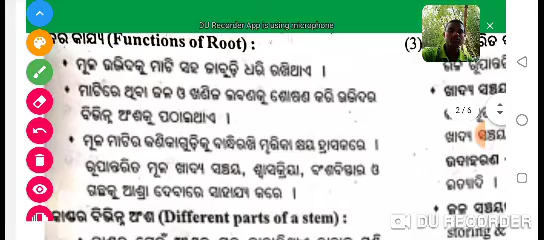 DU Recorder App is using microphone
ର କାର୍ଯ୍ୟ (Functions of Root) :
• ମୂଳ ଉଦ୍ଭିଦକୁ ମାଟି ସହ ଜାବୁଡ଼ି ଧରି ରଖିଥାଏ ।
• ମାଟିରେ ଥିବା ଜଳ ଓ ଖଣିଜ ଲବଣକୁ ଶୋଷଣ କରି ଉଦ୍ଭିଦର
ବିଭିନ୍ନ ଅଂଶକୁ ପଠାଇଥାଏ ।
• ମୂଳ ମାଟିର କଣିକାଗୁଡ଼ିକୁ ବାନ୍ଧିରଖି ମୃତ୍ତିକା କ୍ଷୟ ହ୍ରାସକରେ ।
ରୂପାନ୍ତରିତ ମୂଳ ଖାଦ୍ୟ ସଞ୍ଚୟ, ଶ୍ୱାସକ୍ରିୟା, ବଂଶବିସ୍ତାର ଓ
ଗଛକୁ ଆଶ୍ରା ଦେବାରେ ସାହାଯ୍ୟ କରେ ।
ବିଭିନ୍ନ ଅଂଶ (Different parts of a stem) :
(3)
• ଖାଦ୍ୟ ସଞ୍ଚୟ
2 / 6
ଖାଦ୍ୟ ସଞ୍ଚୟ
ଉଦାହରଣ
ଇତ୍ୟାଦି ।
• ଜଳ ସଞ୍ଚୟ
storing &
DU RECORDER